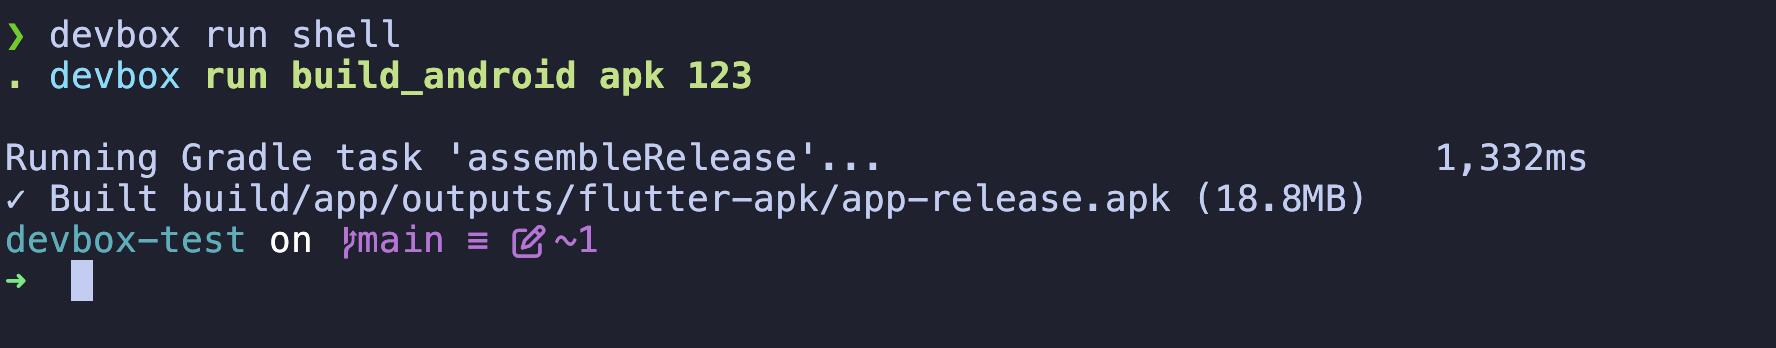 ❯ devbox run shell
. devbox run build_android apk 123
Running Gradle task 'assembleRelease'... 1,332ms
✓ Built build/app/outputs/flutter-apk/app-release.apk (18.8MB)
devbox-test on main ≡ ~1
➜